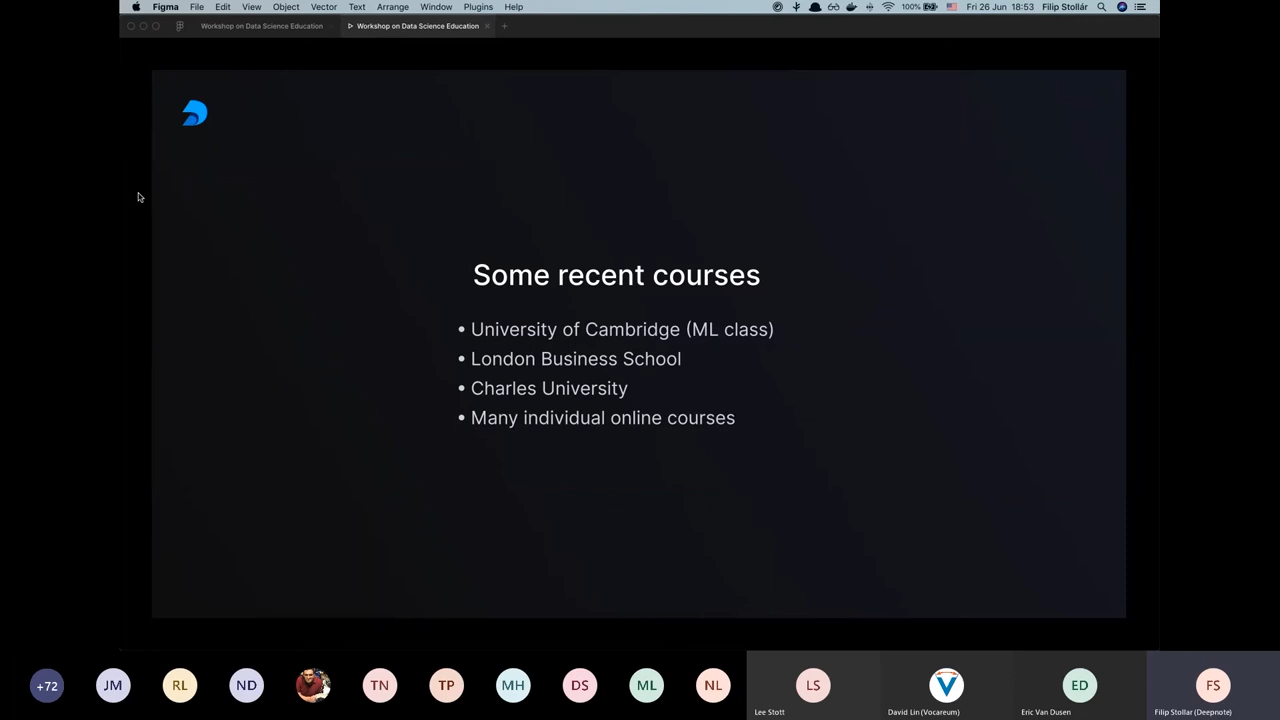 Figma File Edit View Object Vector Text Arrange Window Plugins Help 100% Fri 26 Jun 18:53 Filip Stollár
Workshop on Data Science Education Workshop on Data Science Education
Some recent courses
• University of Cambridge (ML class)
• London Business School
• Charles University
• Many individual online courses
+72 JM RL ND TN TP MH DS ML NL LS V ED FS
Lee Stott David Lin (Vocareum) Eric Van Dusen Filip Stollar (Deepnote)